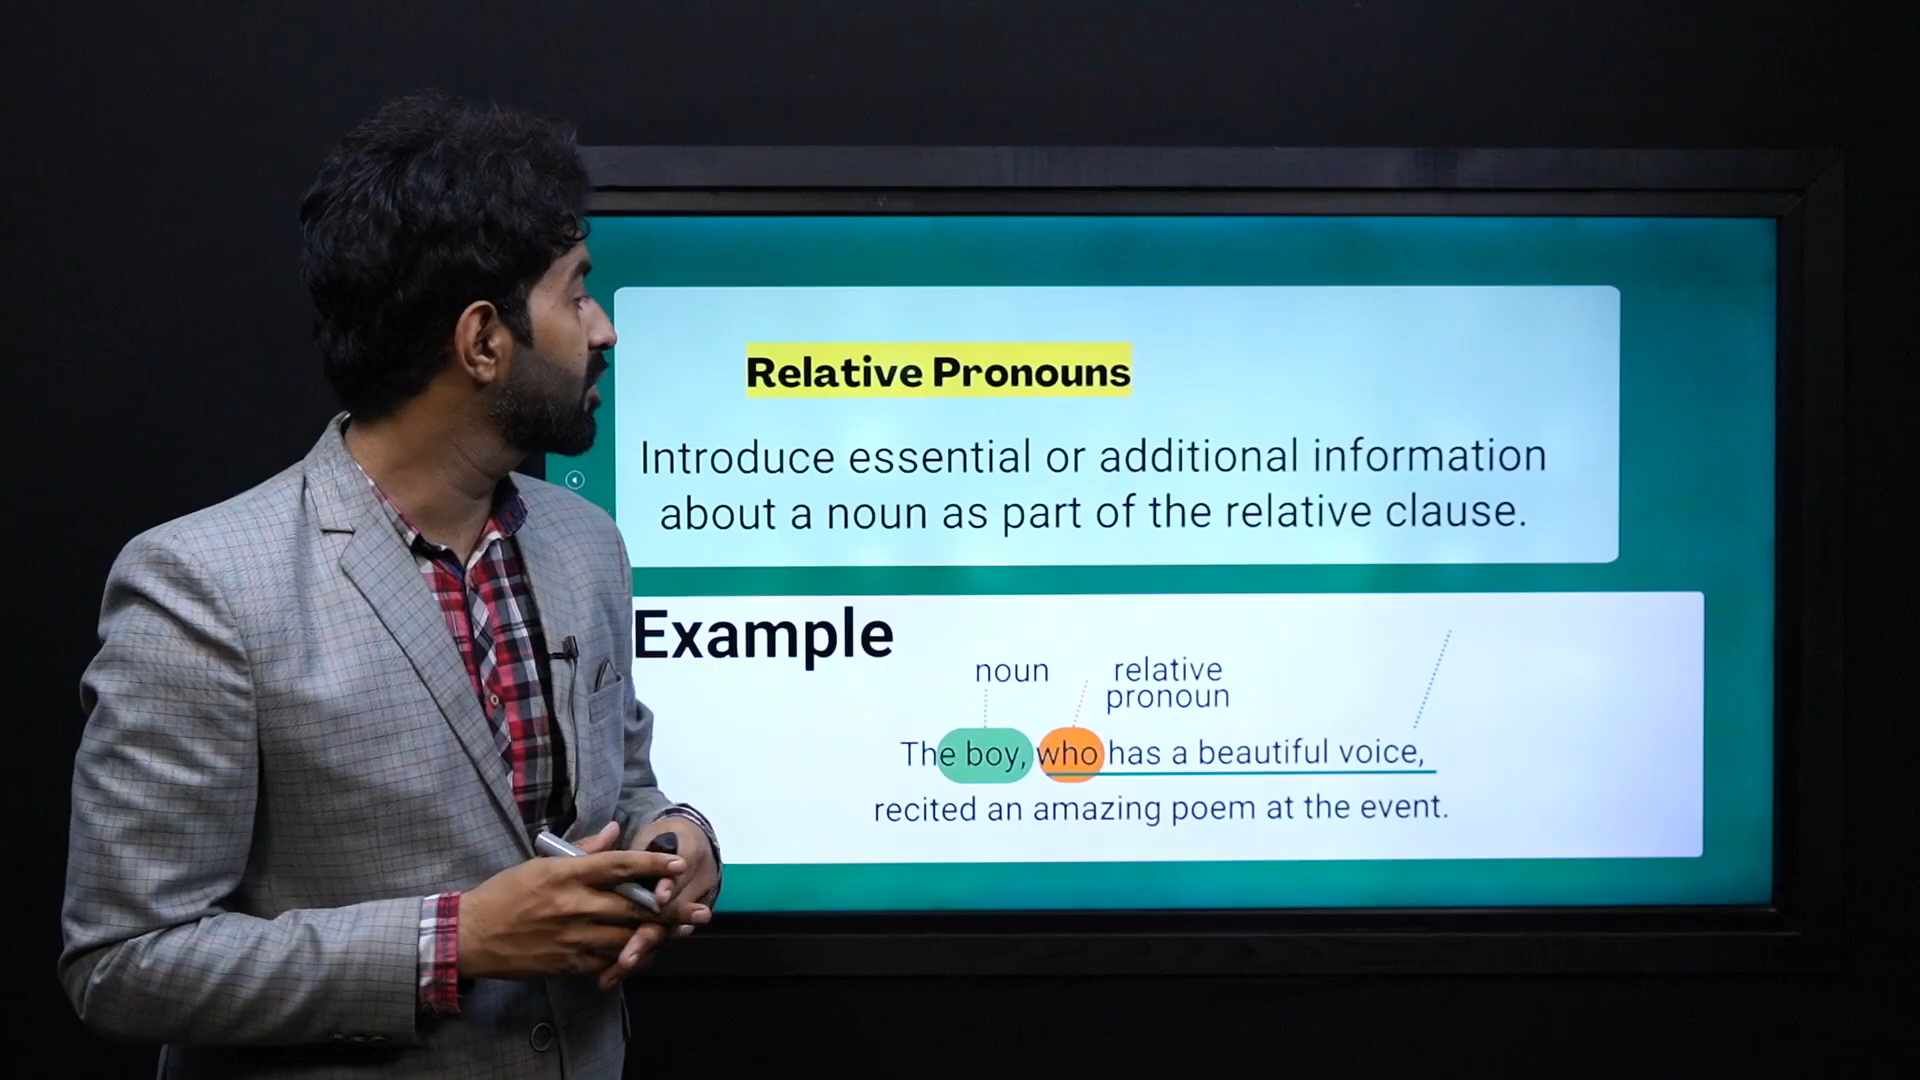 Relative Pronouns
Introduce essential or additional information
about a noun as part of the relative clause.
Example
noun
relative
pronoun
The boy, who has a beautiful voice,
recited an amazing poem at the event.